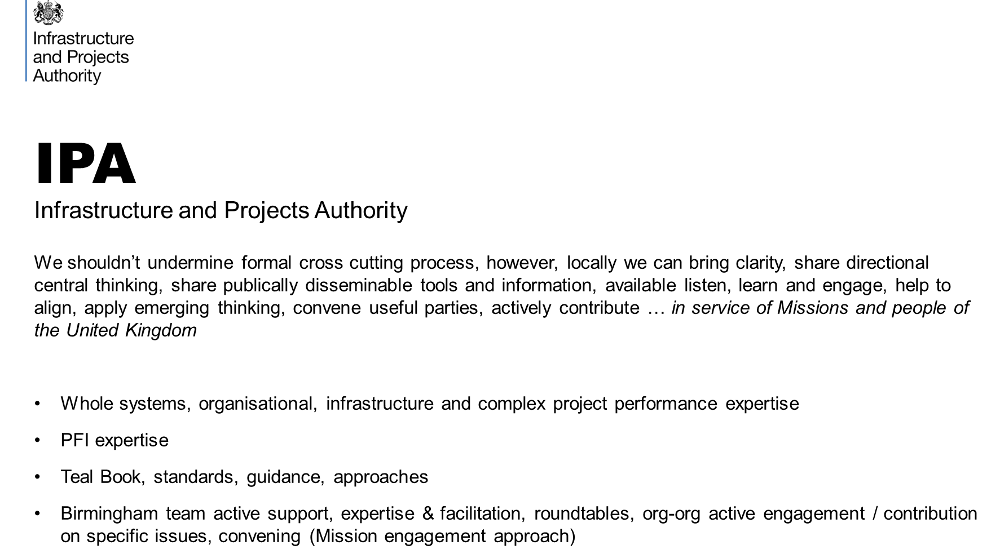 Infrastructure
and Projects
Authority
IPA
Infrastructure and Projects Authority
We shouldn’t undermine formal cross cutting process, however, locally we can bring clarity, share directional
central thinking, share publically disseminable tools and information, available listen, learn and engage, help to
align, apply emerging thinking, convene useful parties, actively contribute … in service of Missions and people of
the United Kingdom
• Whole systems, organisational, infrastructure and complex project performance expertise
• PFI expertise
• Teal Book, standards, guidance, approaches
• Birmingham team active support, expertise & facilitation, roundtables, org-org active engagement / contribution
on specific issues, convening (Mission engagement approach)